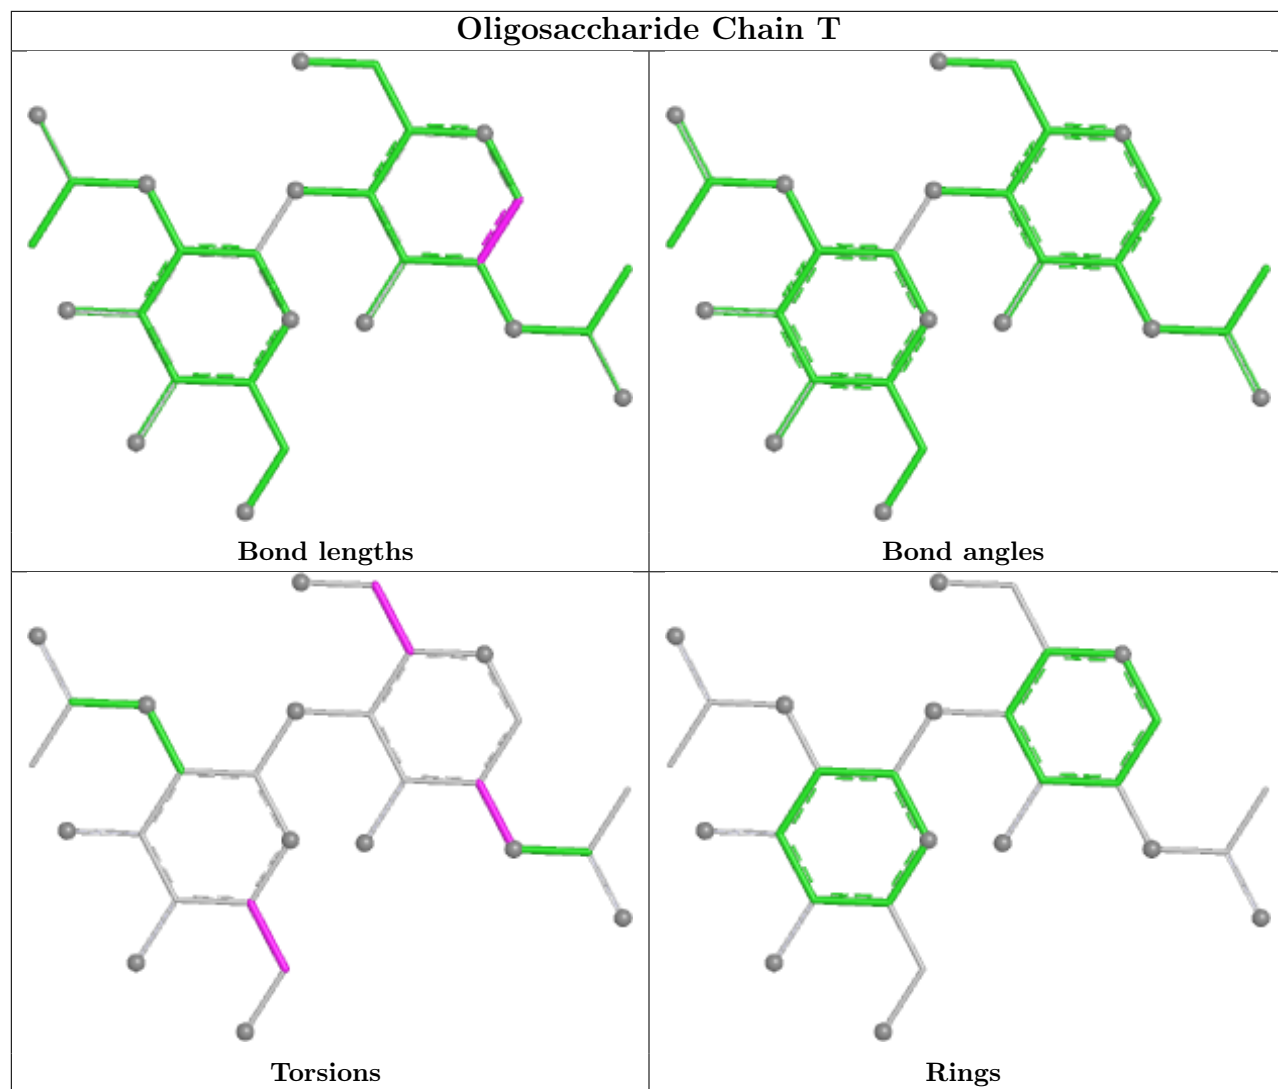 Oligosaccharide Chain T
Bond lengths
Bond angles
Torsions
Rings